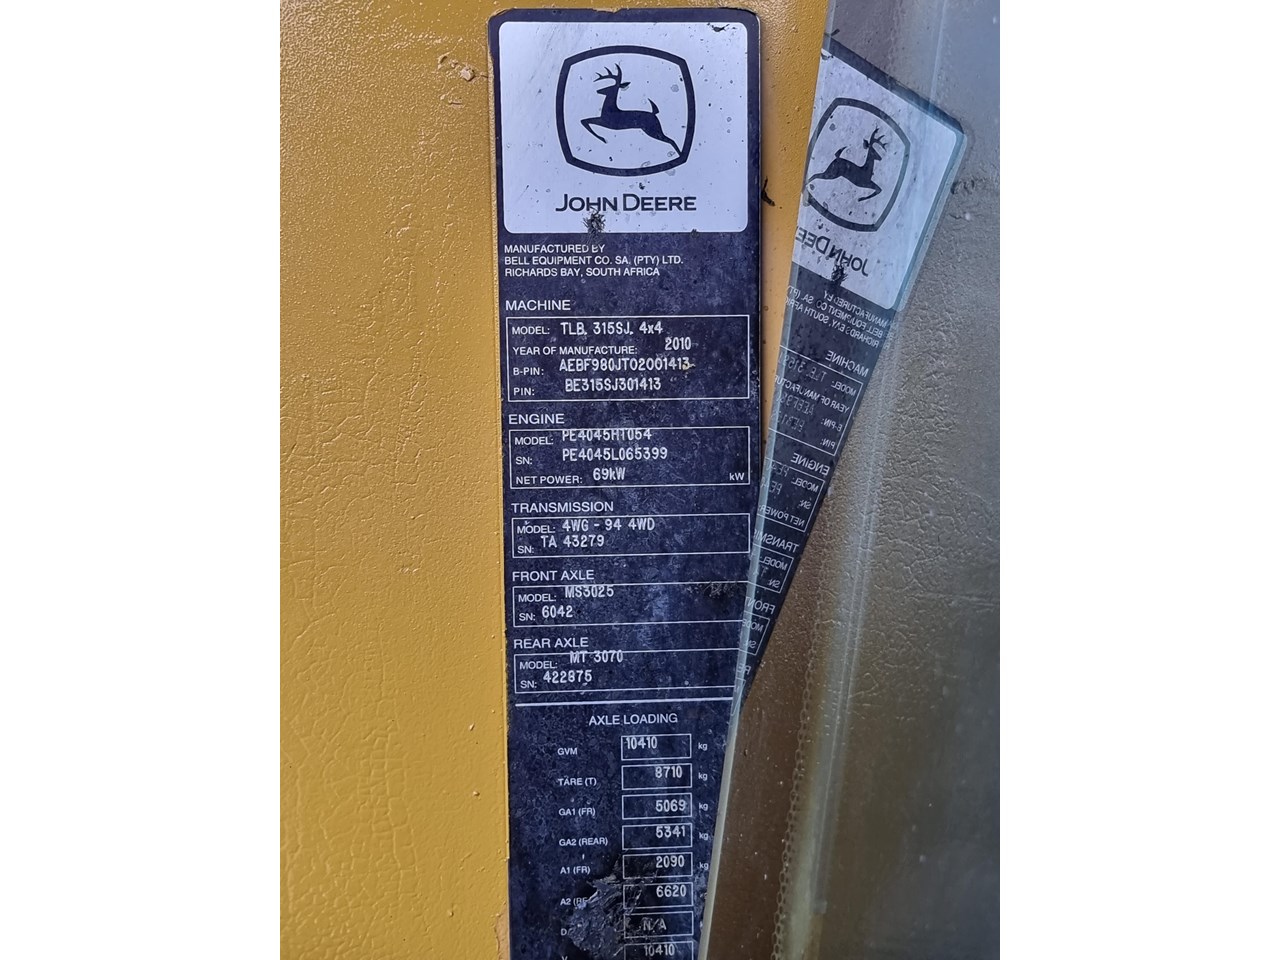 JOHN DEERE
MANUFACTURED BY
BELL EQUIPMENT CO. SA. (PTY) LTD.
RICHARDS BAY, SOUTH AFRICA
MACHINE
MODEL: TLB. 315SJ. 4x4
YEAR OF MANUFACTURE: 2010
B-PIN: AEBF980JT02001413
PIN: BE315SJ301413
ENGINE
MODEL: PE4045HT054
SN: PE4045L065399
NET POWER: 69kW kW
TRANSMISSION
MODEL: 4WG - 94 4WD
SN: TA 43279
FRONT AXLE
MODEL: MS3025
SN: 6042
REAR AXLE
MODEL: MT 3070
SN: 422875
AXLE LOADING
GVM 10410 kg
TARE (T) 8710 kg
GA1 (FR) 5069 kg
GA2 (REAR) 5341 kg
A1 (FR) 2090 kg
A2 6620
D N/A
V 10410